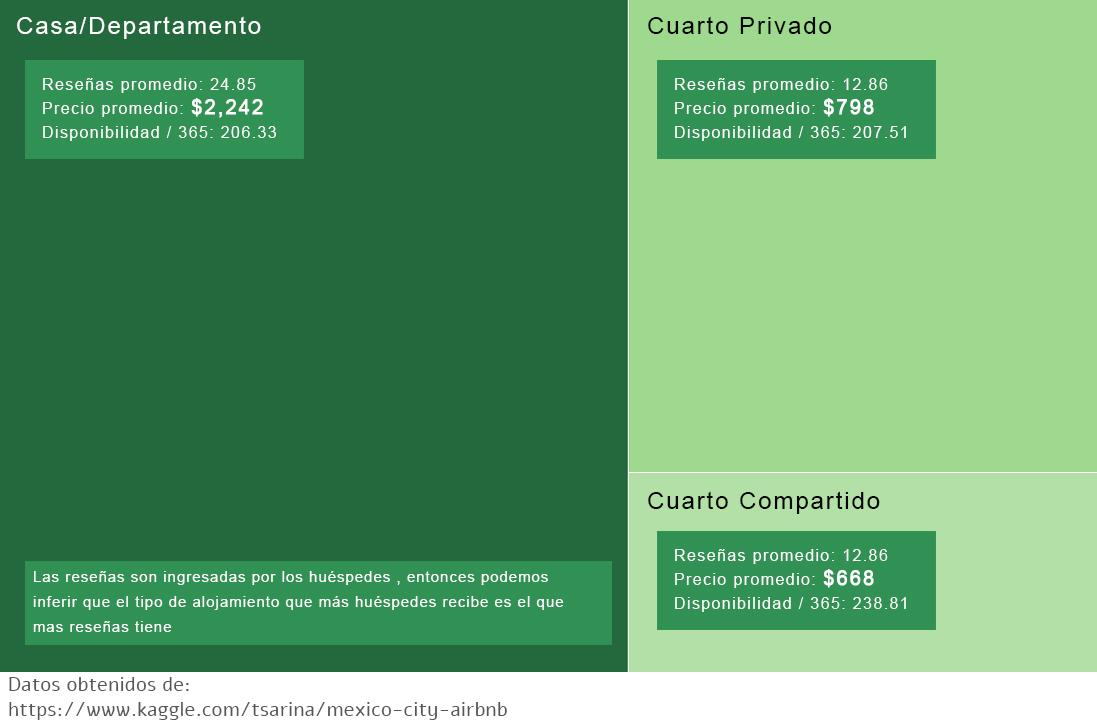 Casa/Departamento
Reseñas promedio: 24.85
Precio promedio: $2,242
Disponibilidad / 365: 206.33
Las reseñas son ingresadas por los huéspedes , entonces podemos
inferir que el tipo de alojamiento que más huéspedes recibe es el que
mas reseñas tiene
Cuarto Privado
Reseñas promedio: 12.86
Precio promedio: $798
Disponibilidad / 365: 207.51
Cuarto Compartido
Reseñas promedio: 12.86
Precio promedio: $668
Disponibilidad / 365: 238.81
Datos obtenidos de:
https://www.kaggle.com/tsarina/mexico-city-airbnb